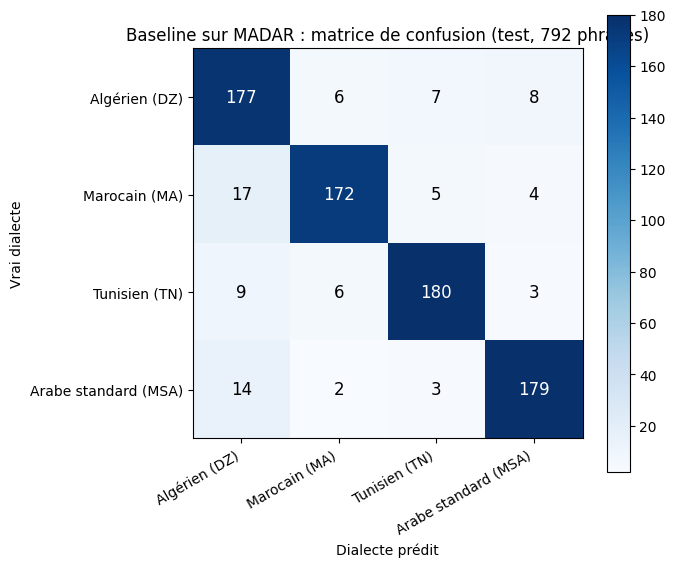 Baseline sur MADAR : matrice de confusion (test, 792 phrases)
Vrai dialecte
Algérien (DZ) 177 6 7 8
Marocain (MA) 17 172 5 4
Tunisien (TN) 9 6 180 3
Arabe standard (MSA) 14 2 3 179
Algérien (DZ) Marocain (MA) Tunisien (TN) Arabe standard (MSA)
Dialecte prédit
180
160
140
120
100
80
60
40
20